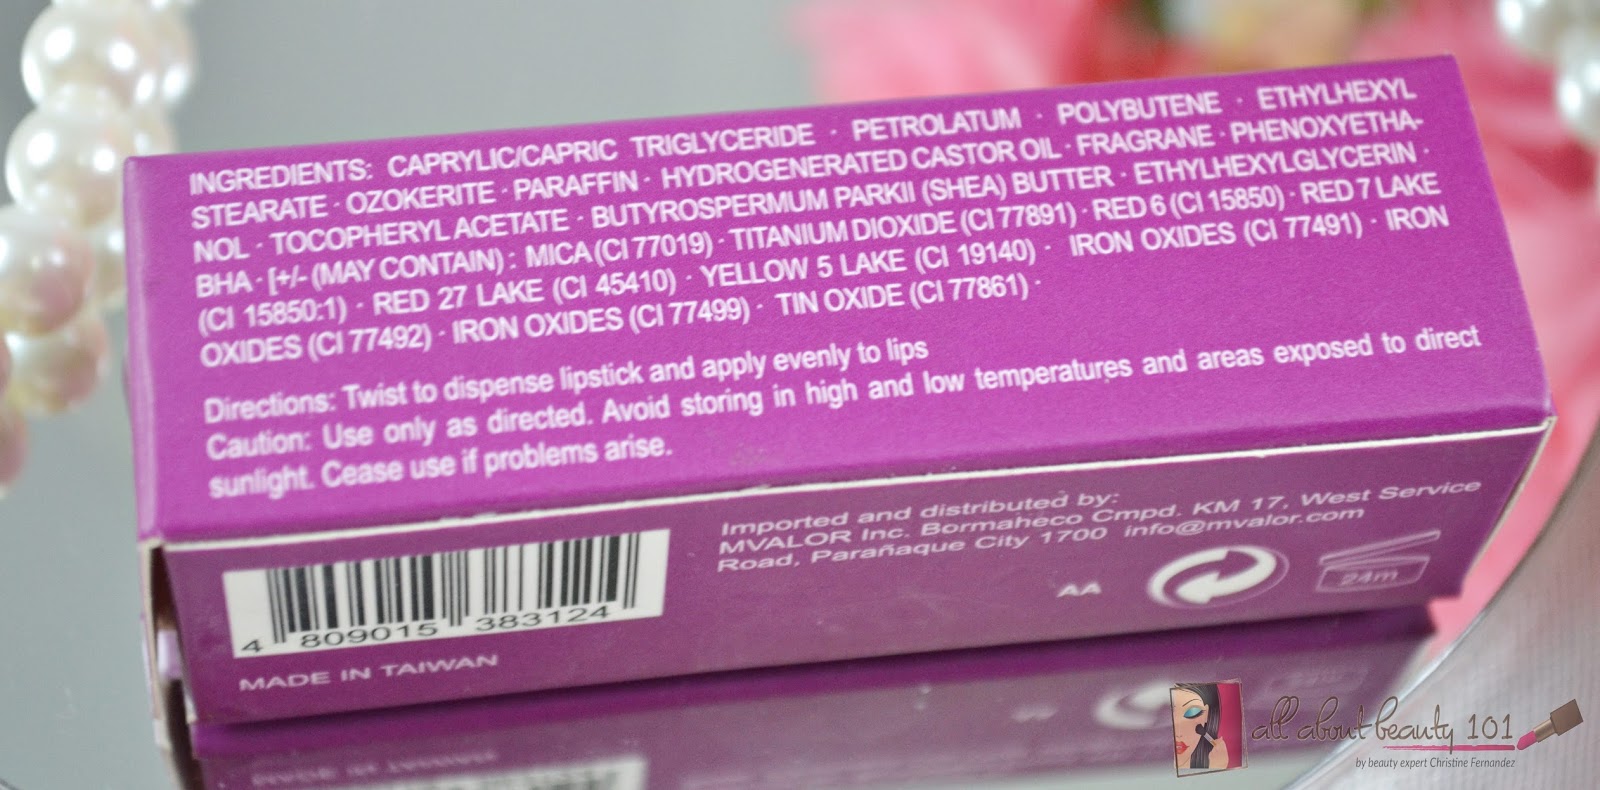 INGREDIENTS: CAPRYLIC/CAPRIC TRIGLYCERIDE · PETROLATUM · POLYBUTENE · ETHYLHEXYL
STEARATE · OZOKERITE · PARAFFIN · HYDROGENERATED CASTOR OIL · FRAGRANE · PHENOXYETHA-
NOL · TOCOPHERYL ACETATE · BUTYROSPERMUM PARKII (SHEA) BUTTER · ETHYLHEXYLGLYCERIN ·
BHA · [+/- (MAY CONTAIN) : MICA (CI 77019) · TITANIUM DIOXIDE (CI 77891) · RED 6 (CI 15850) · RED 7 LAKE
(CI 15850:1) · RED 27 LAKE (CI 45410) · YELLOW 5 LAKE (CI 19140) · IRON OXIDES (CI 77491) · IRON
OXIDES (CI 77492) · IRON OXIDES (CI 77499) · TIN OXIDE (CI 77861) ·
Directions: Twist to dispense lipstick and apply evenly to lips
Caution: Use only as directed. Avoid storing in high and low temperatures and areas exposed to direct
sunlight. Cease use if problems arise.
4 809015 383124
MADE IN TAIWAN
Imported and distributed by:
MVALOR Inc. Bormaheco Cmpd. KM 17, West Service
Road, Parañaque City 1700 info@mvalor.com
AA
24m
all about beauty 101
by beauty expert Christine Fernandez